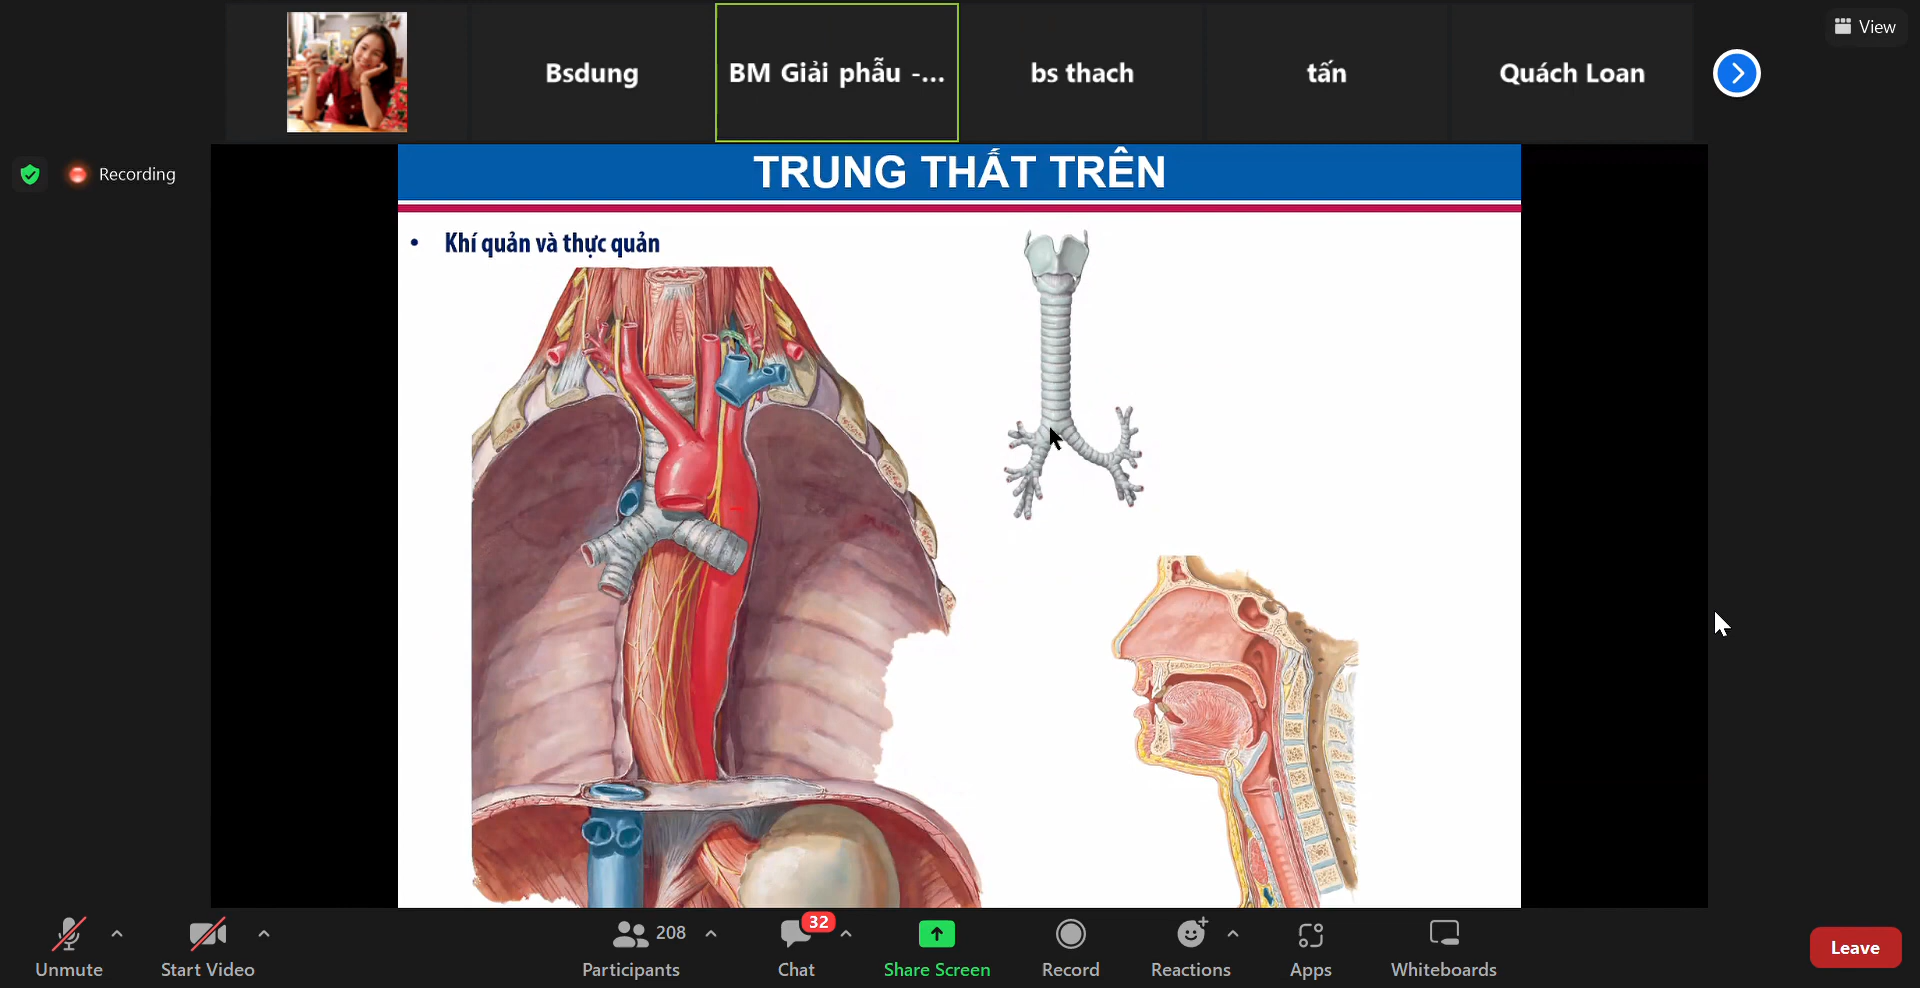 View
Bsdung
BM Giải phẫu -...
bs thach
tấn
Quách Loan
Recording
TRUNG THẤT TRÊN
• Khí quản và thực quản
208
32
Unmute
Start Video
Participants
Chat
Share Screen
Record
Reactions
Apps
Whiteboards
Leave